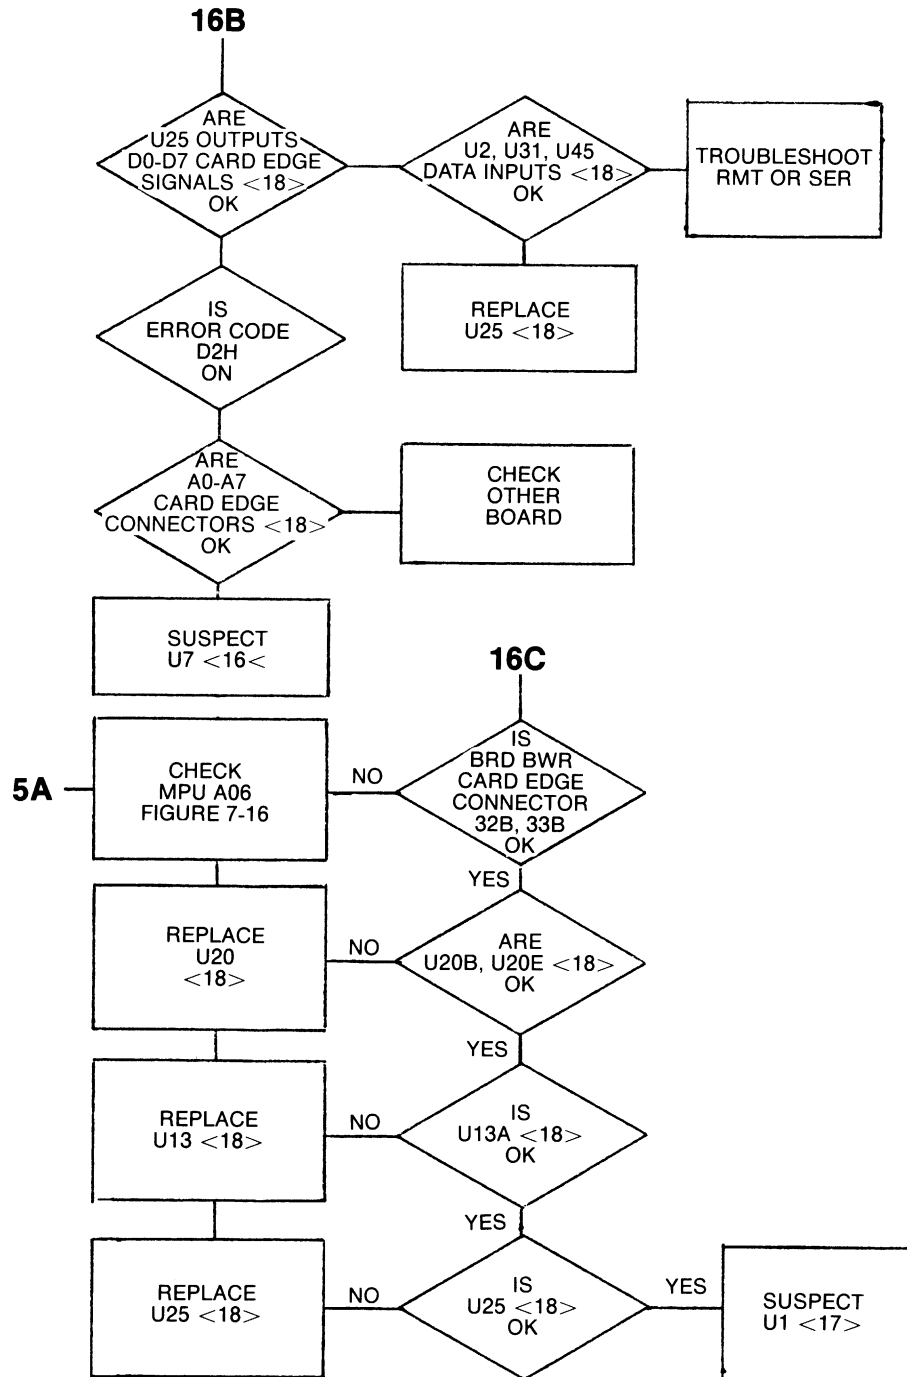 16B
ARE
U25 OUTPUTS
D0-D7 CARD EDGE
SIGNALS <18>
OK
ARE
U2, U31, U45
DATA INPUTS <18>
OK
TROUBLESHOOT
RMT OR SER
REPLACE
U25 <18>
IS
ERROR CODE
D2H
ON
ARE
A0-A7
CARD EDGE
CONNECTORS <18>
OK
CHECK
OTHER
BOARD
SUSPECT
U7 <16<
16C
5A
CHECK
MPU A06
FIGURE 7-16
NO
IS
BRD BWR
CARD EDGE
CONNECTOR
32B, 33B
OK
YES
REPLACE
U20
<18>
NO
ARE
U20B, U20E <18>
OK
YES
REPLACE
U13 <18>
NO
IS
U13A <18>
OK
YES
REPLACE
U25 <18>
NO
IS
U25 <18>
OK
YES
SUSPECT
U1 <17>